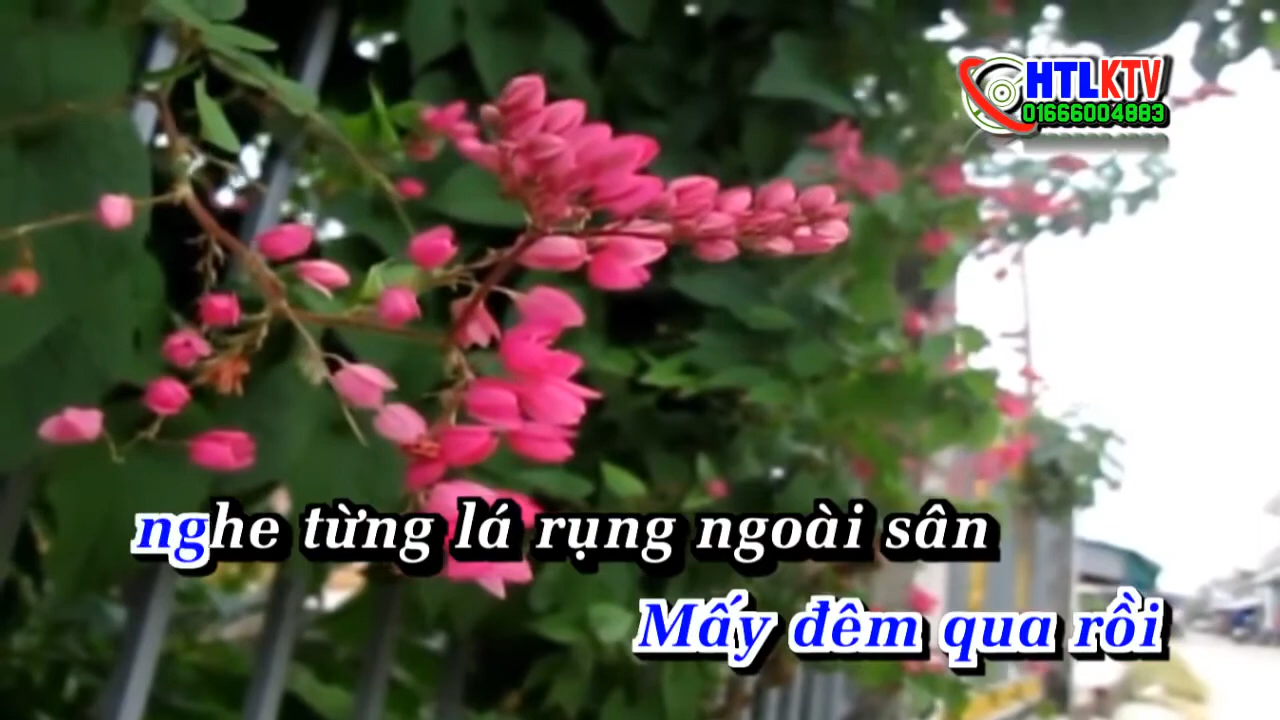 HTLKTV
01666004883
nghe từng lá rụng ngoài sân
Mấy đêm qua rồi